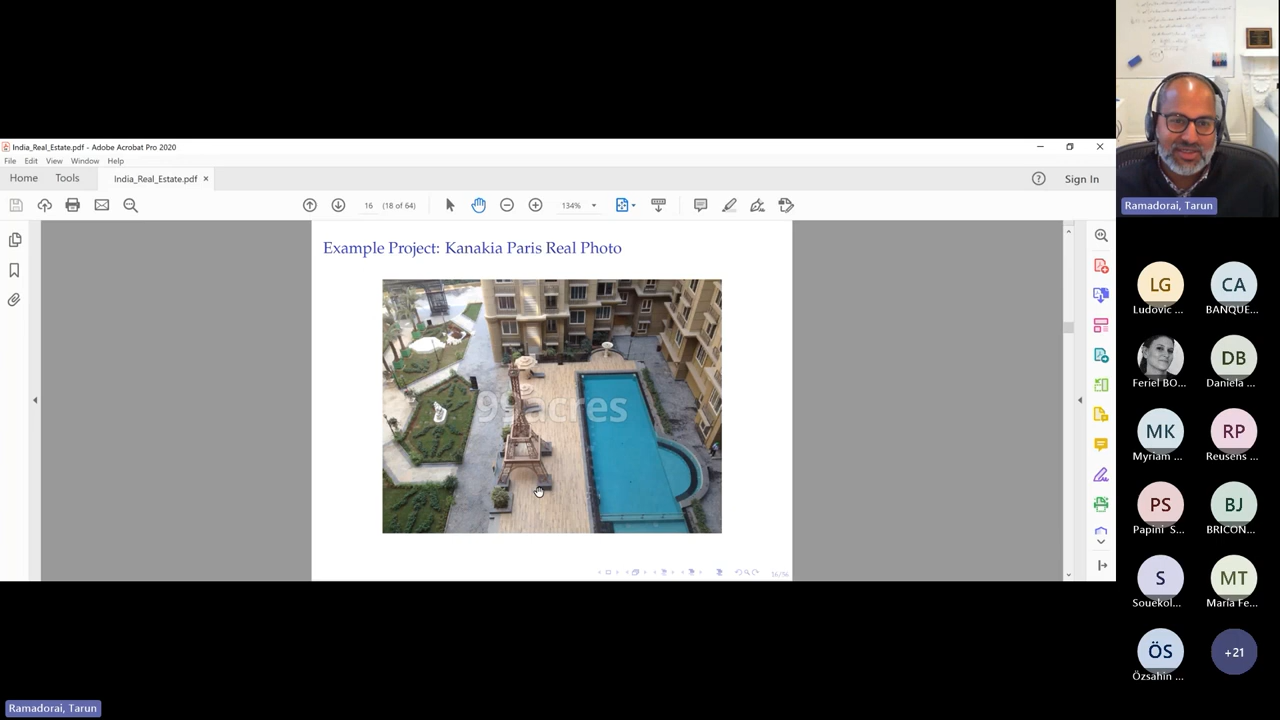 India_Real_Estate.pdf - Adobe Acrobat Pro 2020
File Edit View Window Help
Home Tools India_Real_Estate.pdf ×
Sign In
16 (18 of 64)
134%
Example Project: Kanakia Paris Real Photo
99acres
16/56
Ramadorai, Tarun
LG
Ludovic ...
CA
BANQUE...
Feriel BO...
DB
Daniela ...
MK
Myriam ...
RP
Reusens ...
PS
Papini S...
BJ
BRICON...
S
Souekol...
MT
Maria Fe...
ÖS
Özsahin ...
+21
Ramadorai, Tarun